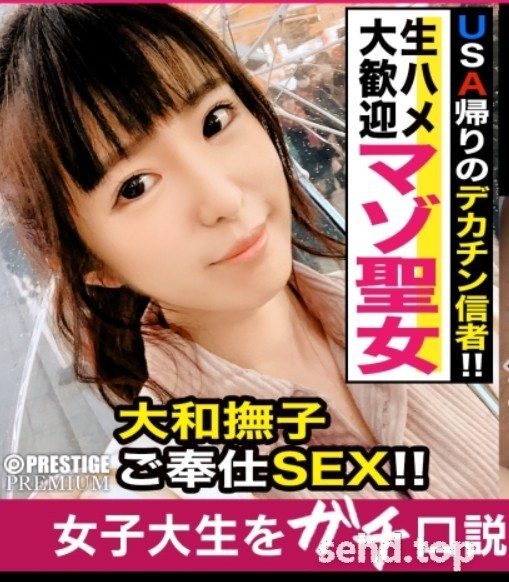 USA帰りのデカチン信者!!
生ハメ
大歓迎
マゾ聖女
大和撫子
ご奉仕SEX!!
PRESTIGE
PREMIUM
女子大生をガチ口説
send.top